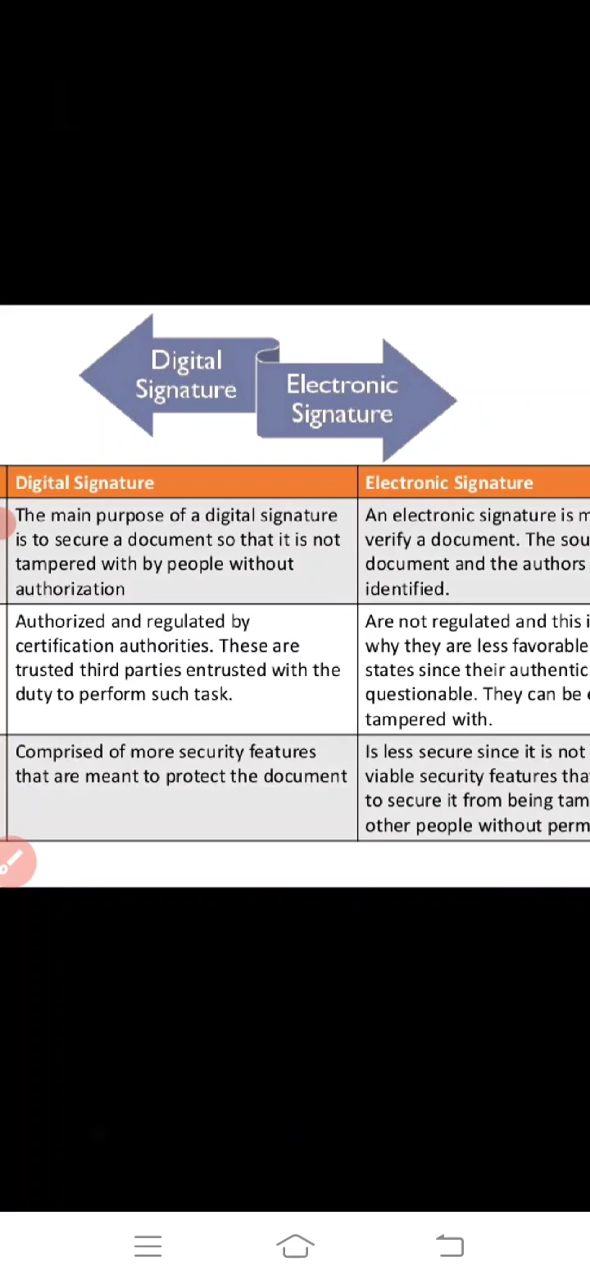 Digital
Signature
Electronic
Signature
Digital Signature
Electronic Signature
The main purpose of a digital signature
is to secure a document so that it is not
tampered with by people without
authorization
An electronic signature is
verify a document. The
document and the authors
identified.
Authorized and regulated by
certification authorities. These are
trusted third parties entrusted with the
duty to perform such task.
Are not regulated and this
why they are less favorable
states since their
questionable. They can be
tampered with.
Comprised of more security features
that are meant to protect the document
Is less secure since it is not
viable security features
to secure it from being
other people without